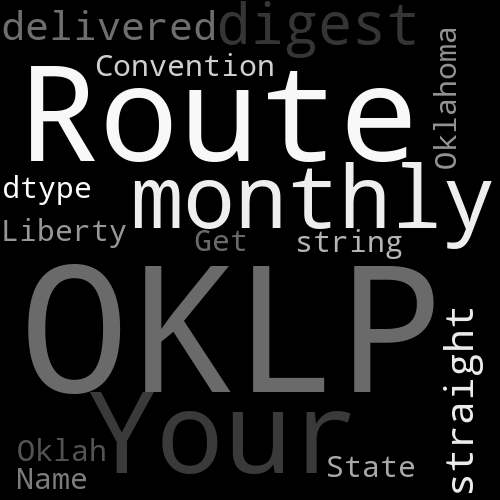 delivered digest
Convention
Oklahoma
Route
dtype monthly
Liberty Get string
OKLP
straight
Your
Oklah
State
Name